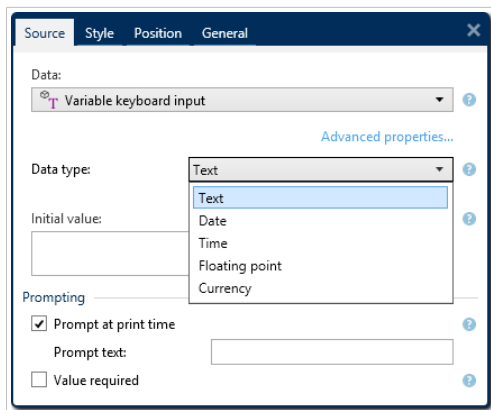 Source Style Position General
Data:
T Variable keyboard input
Advanced properties...
Data type: Text
Text
Initial value: Date
Time
Floating point
Currency
Prompting
Prompt at print time
Prompt text:
Value required